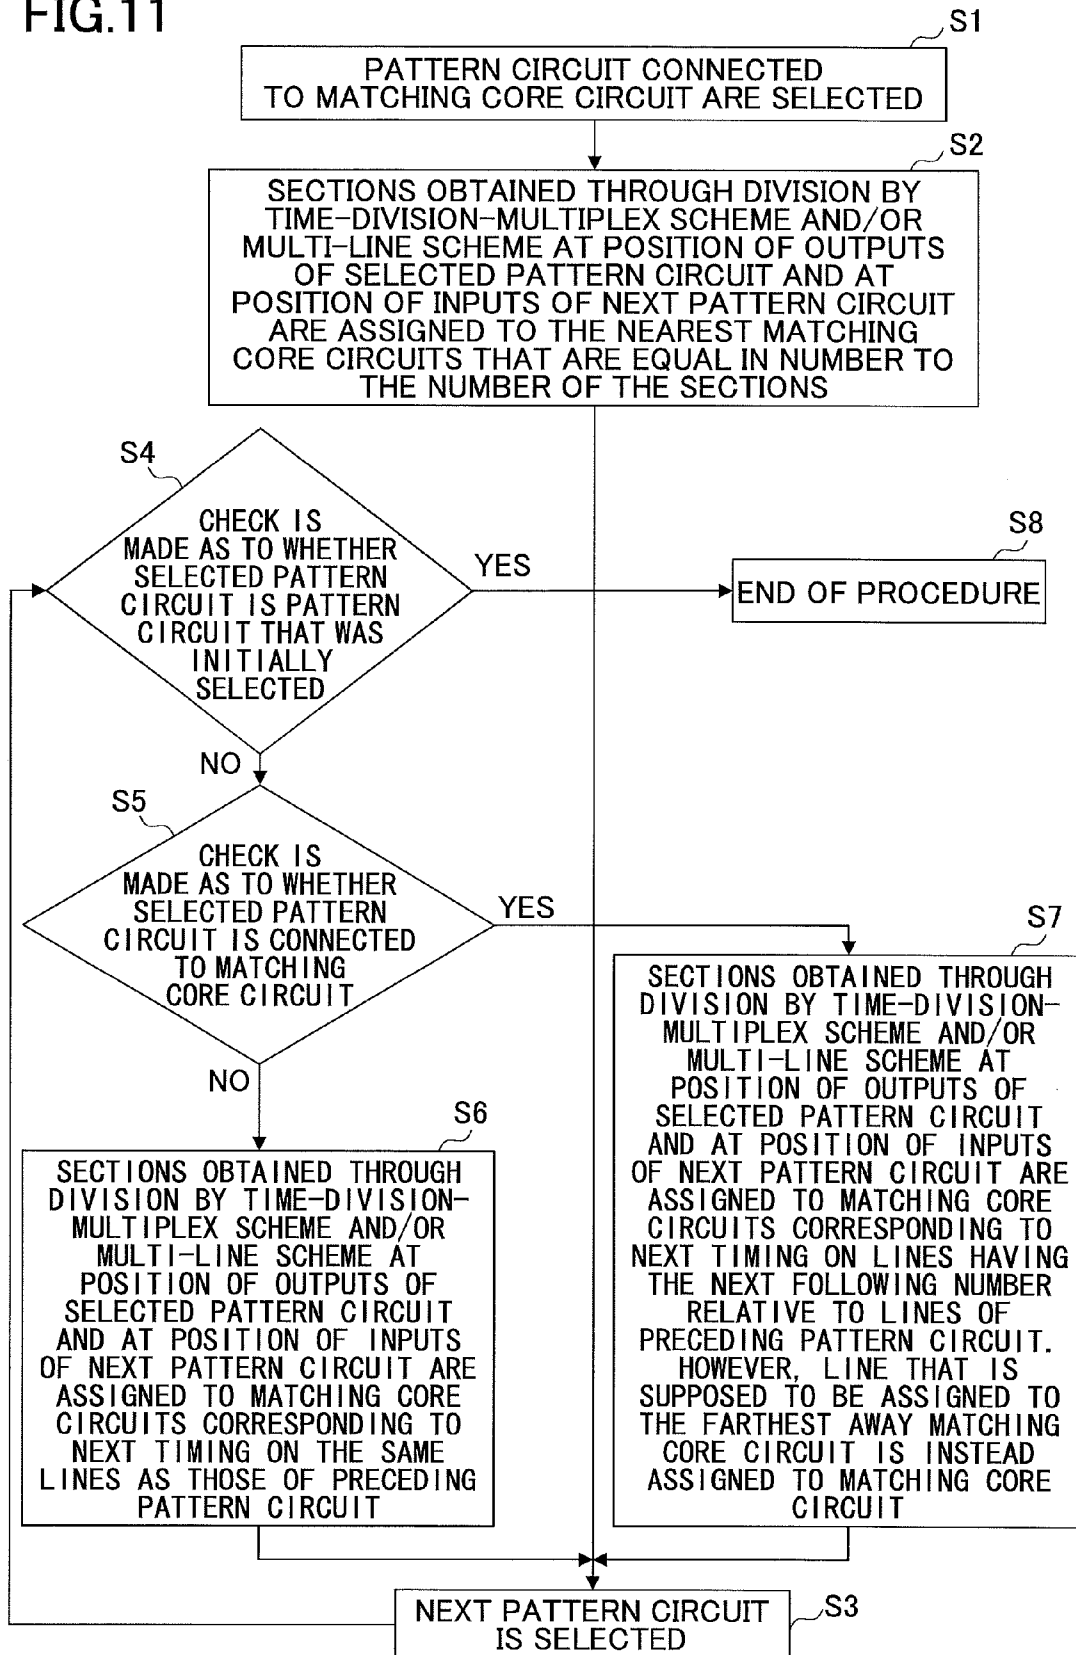 FIG.11
S1
PATTERN CIRCUIT CONNECTED
TO MATCHING CORE CIRCUIT ARE SELECTED
S2
SECTIONS OBTAINED THROUGH DIVISION BY
TIME-DIVISION-MULTIPLEX SCHEME AND/OR
MULTI-LINE SCHEME AT POSITION OF OUTPUTS
OF SELECTED PATTERN CIRCUIT AND AT
POSITION OF INPUTS OF NEXT PATTERN CIRCUIT
ARE ASSIGNED TO THE NEAREST MATCHING
CORE CIRCUITS THAT ARE EQUAL IN NUMBER TO
THE NUMBER OF THE SECTIONS
S4
CHECK IS
MADE AS TO WHETHER
SELECTED PATTERN
CIRCUIT IS PATTERN
CIRCUIT THAT WAS
INITIALLY
SELECTED
YES
S8
END OF PROCEDURE
NO
S5
CHECK IS
MADE AS TO WHETHER
SELECTED PATTERN
CIRCUIT IS CONNECTED
TO MATCHING
CORE CIRCUIT
YES
NO
S6
SECTIONS OBTAINED THROUGH
DIVISION BY TIME-DIVISION-
MULTIPLEX SCHEME AND/OR
MULTI-LINE SCHEME AT
POSITION OF OUTPUTS OF
SELECTED PATTERN CIRCUIT
AND AT POSITION OF INPUTS
OF NEXT PATTERN CIRCUIT ARE
ASSIGNED TO MATCHING CORE
CIRCUITS CORRESPONDING TO
NEXT TIMING ON THE SAME
LINES AS THOSE OF PRECEDING
PATTERN CIRCUIT
S7
SECTIONS OBTAINED THROUGH
DIVISION BY TIME-DIVISION-
MULTIPLEX SCHEME AND/OR
MULTI-LINE SCHEME AT
POSITION OF OUTPUTS OF
SELECTED PATTERN CIRCUIT
AND AT POSITION OF INPUTS
OF NEXT PATTERN CIRCUIT ARE
ASSIGNED TO MATCHING CORE
CIRCUITS CORRESPONDING TO
NEXT TIMING ON LINES HAVING
THE NEXT FOLLOWING NUMBER
RELATIVE TO LINES OF
PRECEDING PATTERN CIRCUIT.
HOWEVER, LINE THAT IS
SUPPOSED TO BE ASSIGNED TO
THE FARTHEST AWAY MATCHING
CORE CIRCUIT IS INSTEAD
ASSIGNED TO MATCHING CORE
CIRCUIT
S3
NEXT PATTERN CIRCUIT
IS SELECTED